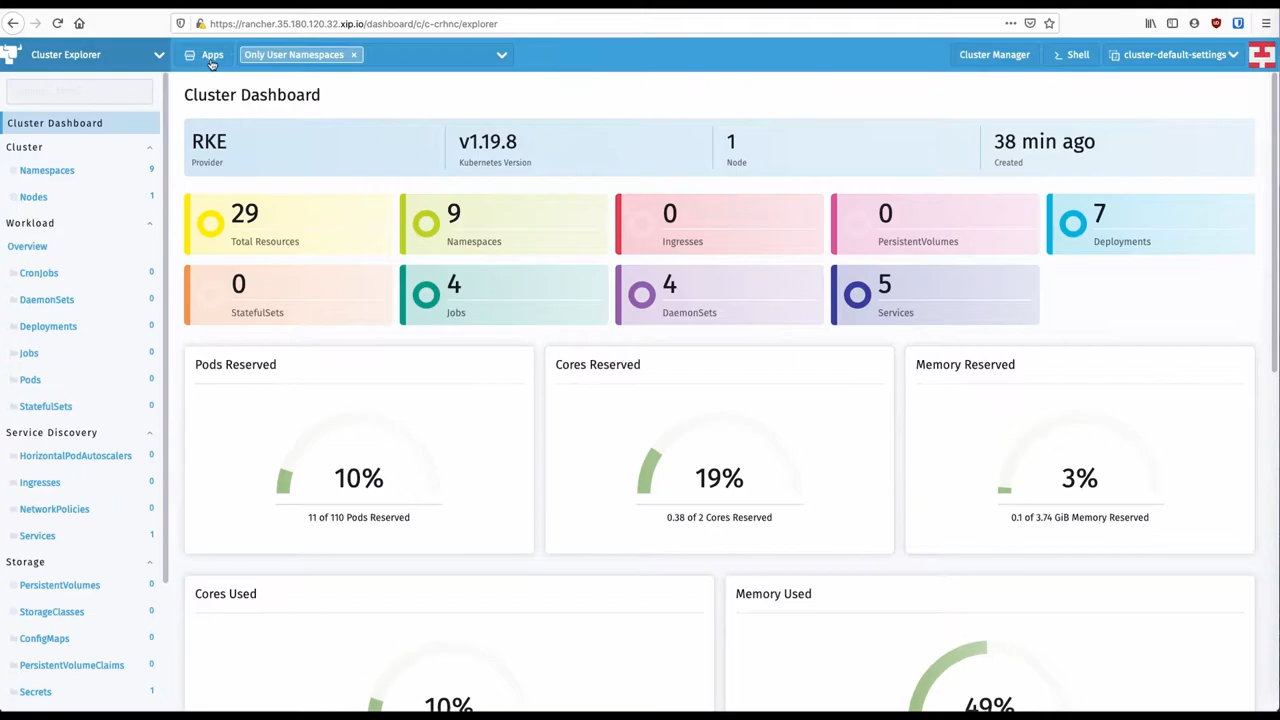 https://rancher.35.180.120.32.xip.io/dashboard/c/c-crhnc/explorer
Cluster Explorer
Apps
Only User Namespaces ×
Cluster Manager
>_ Shell
cluster-default-settings
Cluster Dashboard
Cluster
Namespaces 9
Nodes 1
Workload
Overview
CronJobs 0
DaemonSets 0
Deployments 0
Jobs 0
Pods 0
StatefulSets 0
Service Discovery
HorizontalPodAutoscalers 0
Ingresses 0
NetworkPolicies 0
Services 1
Storage
PersistentVolumes 0
StorageClasses 0
ConfigMaps 0
PersistentVolumeClaims 0
Secrets 1
Cluster Dashboard
RKE
Provider
v1.19.8
Kubernetes Version
1
Node
38 min ago
Created
29
Total Resources
9
Namespaces
0
Ingresses
0
PersistentVolumes
7
Deployments
0
StatefulSets
4
Jobs
4
DaemonSets
5
Services
Pods Reserved
10%
11 of 110 Pods Reserved
Cores Reserved
19%
0.38 of 2 Cores Reserved
Memory Reserved
3%
0.1 of 3.74 GiB Memory Reserved
Cores Used
10%
Memory Used
49%